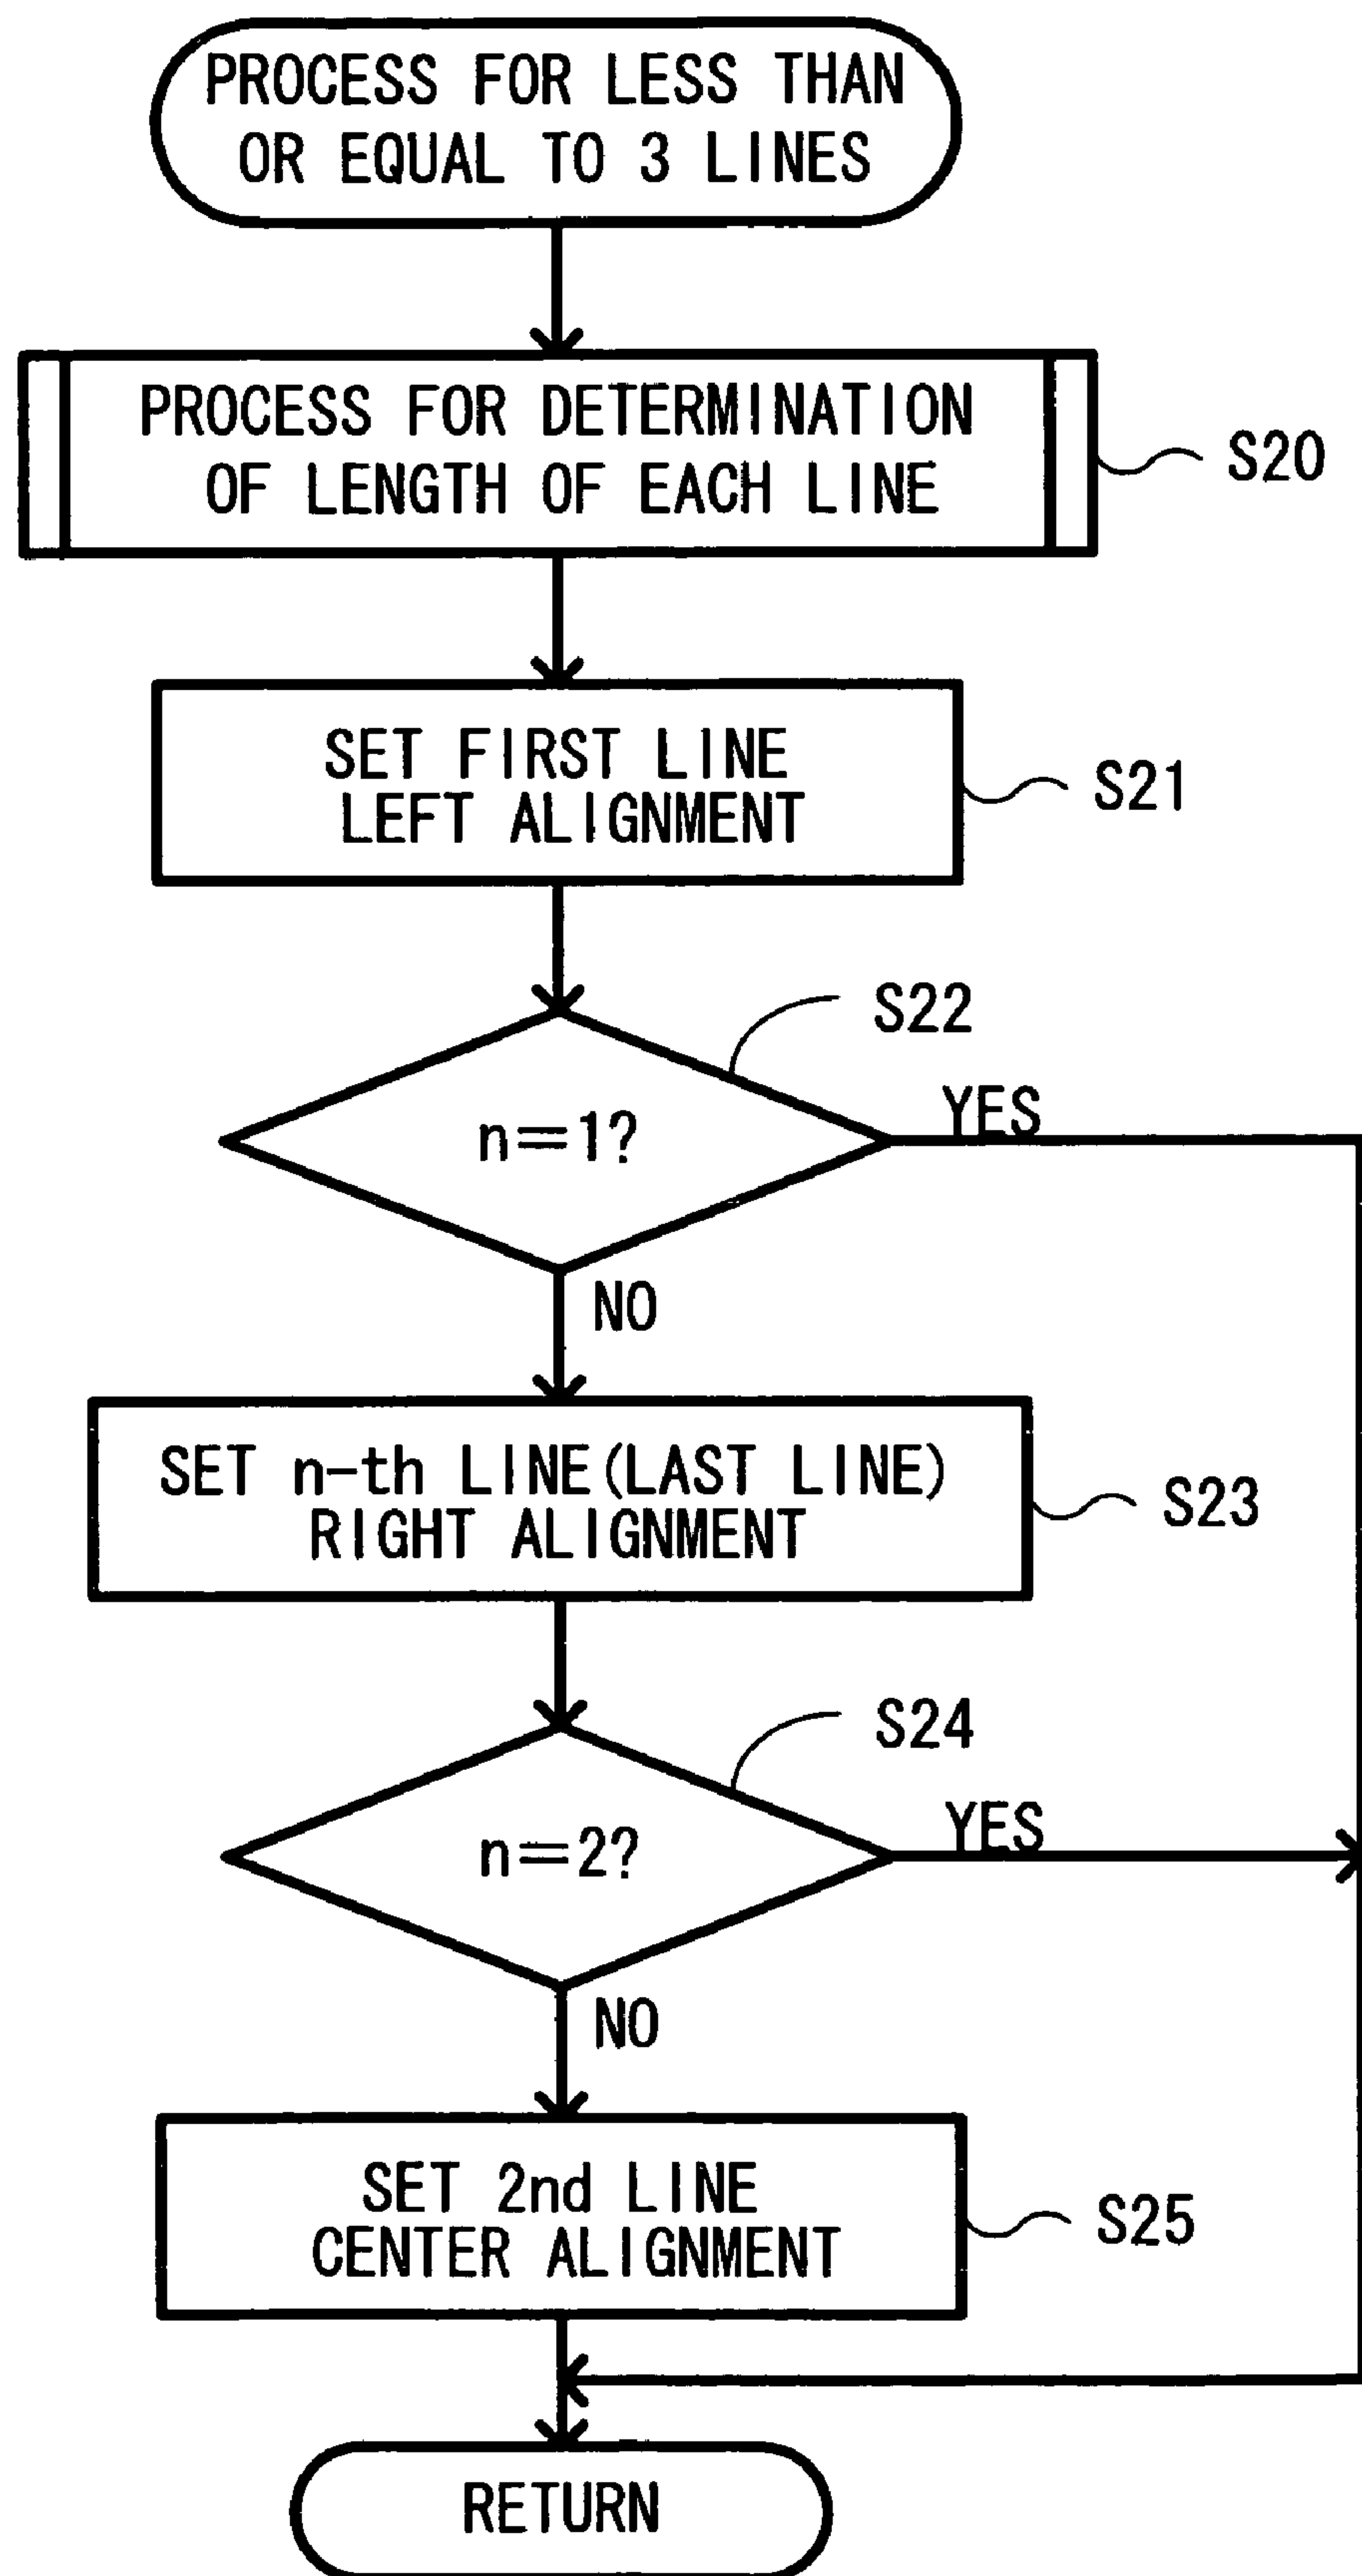 PROCESS FOR LESS THAN
OR EQUAL TO 3 LINES
PROCESS FOR DETERMINATION
OF LENGTH OF EACH LINE
S20
SET FIRST LINE
LEFT ALIGNMENT
S21
S22
n=1?
YES
NO
SET n-th LINE(LAST LINE)
RIGHT ALIGNMENT
S23
S24
n=2?
YES
NO
SET 2nd LINE
CENTER ALIGNMENT
S25
RETURN